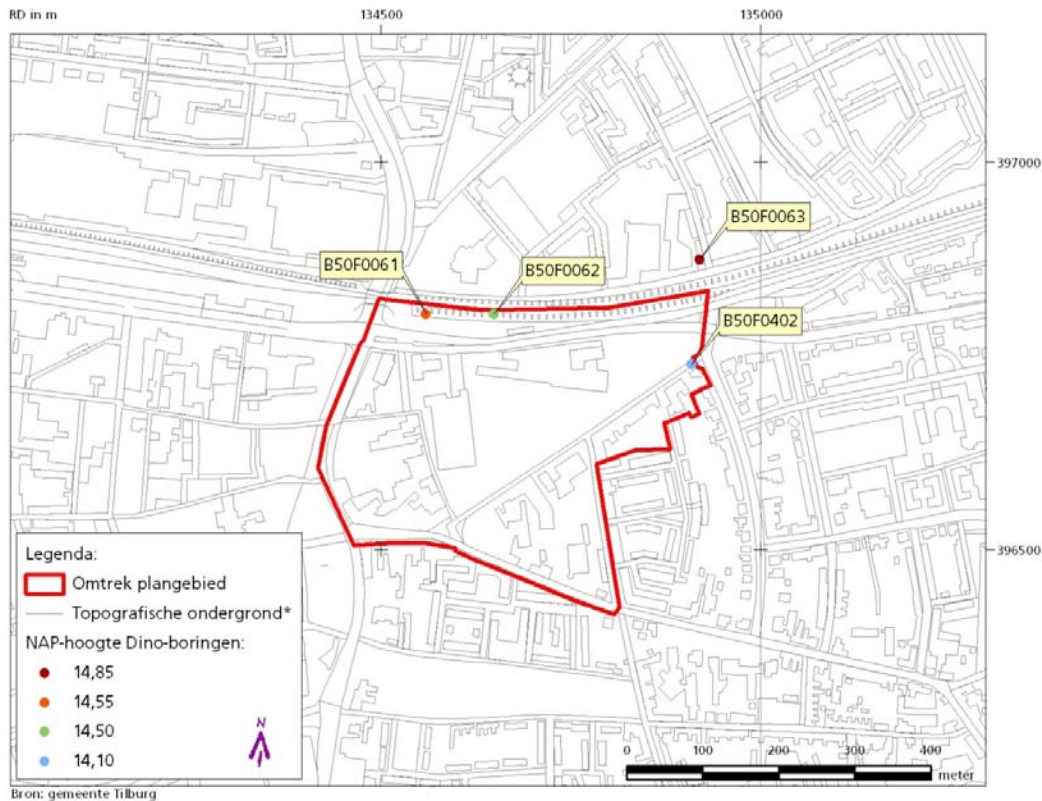 RD in m
134500
135000
397000
B50F0063
B50F0061
B50F0062
B50F0402
396500
Legenda:
Omtrek plangebied
Topografische ondergrond*
NAP-hoogte Dino-boringen:
14,85
14,55
14,50
14,10
N
0 100 200 300 400
meter
Bron: gemeente Tilburg